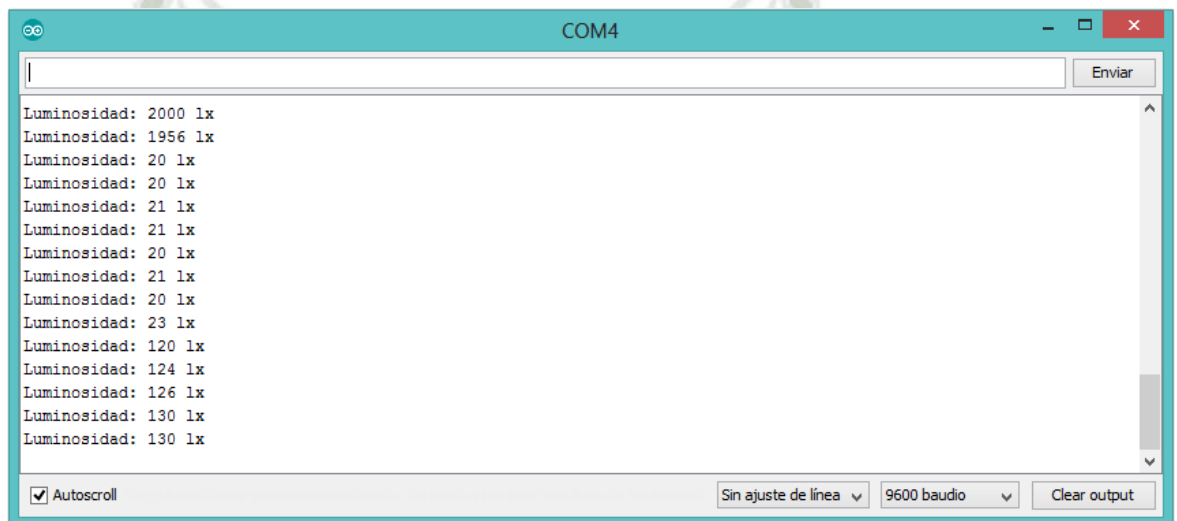 COM4
Enviar
Luminosidad: 2000 lx
Luminosidad: 1956 lx
Luminosidad: 20 lx
Luminosidad: 20 lx
Luminosidad: 21 lx
Luminosidad: 21 lx
Luminosidad: 20 lx
Luminosidad: 21 lx
Luminosidad: 20 lx
Luminosidad: 23 lx
Luminosidad: 120 lx
Luminosidad: 124 lx
Luminosidad: 126 lx
Luminosidad: 130 lx
Luminosidad: 130 lx
Autoscroll Sin ajuste de línea 9600 baudio Clear output